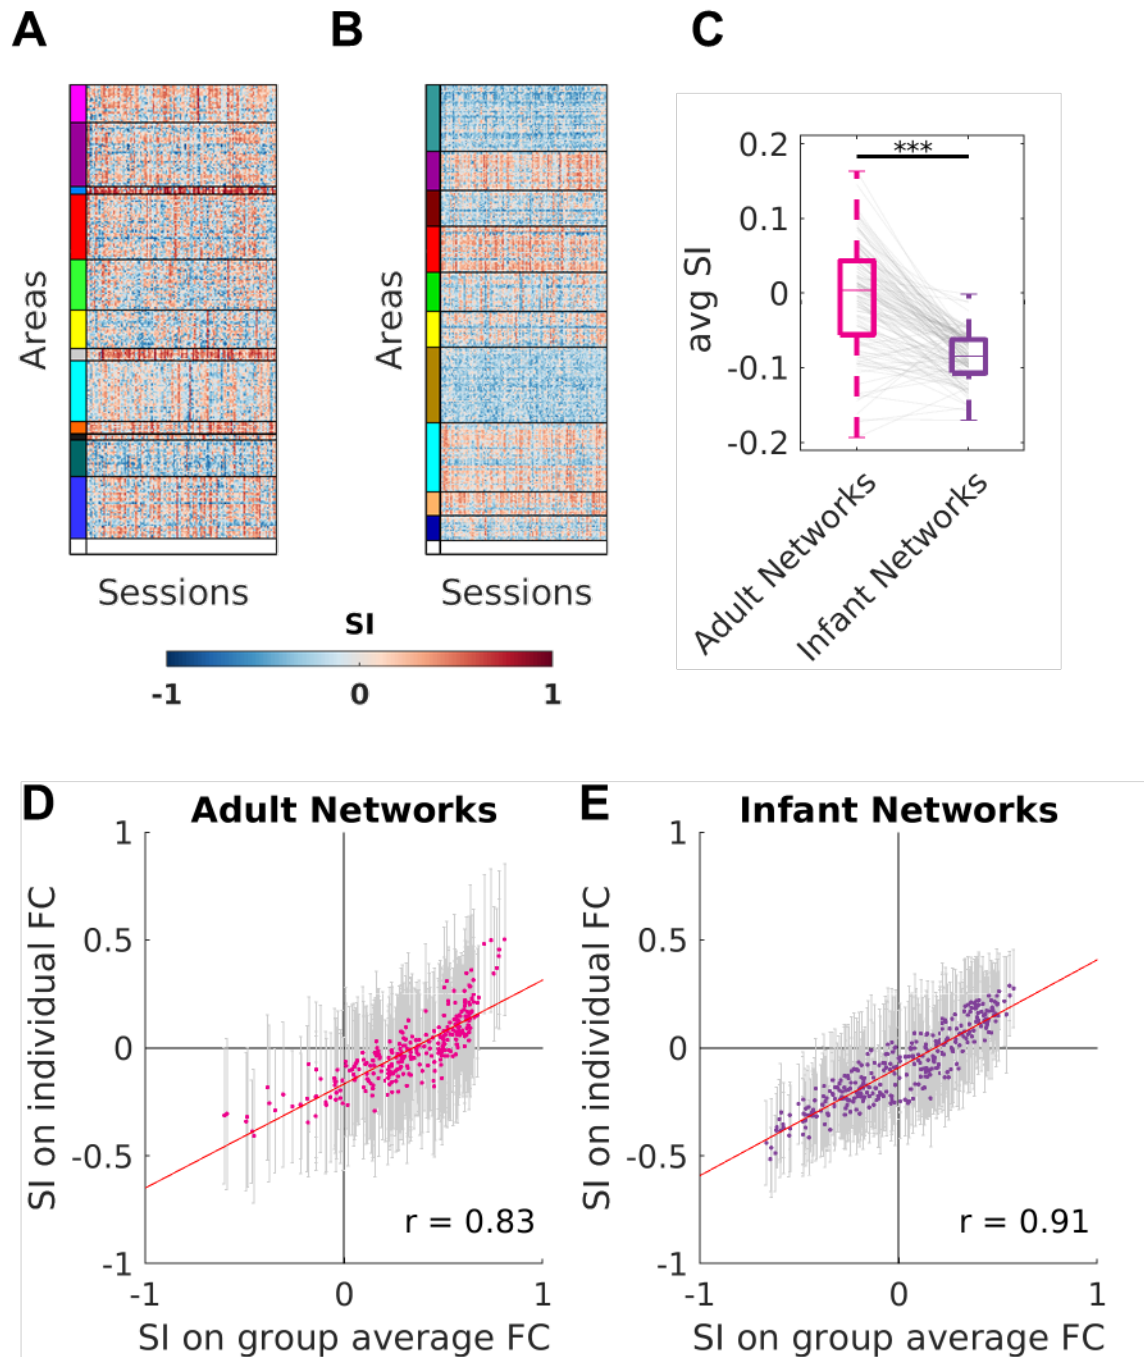 A
B
C
Areas
Sessions
Areas
Sessions
SI
-1
0
1
avg SI
0.2
0.1
0
-0.1
-0.2
***
Adult Networks
Infant Networks
D
Adult Networks
SI on individual FC
1
0.5
0
-0.5
-1
r = 0.83
-1
0
1
SI on group average FC
E
Infant Networks
SI on individual FC
1
0.5
0
-0.5
-1
r = 0.91
-1
0
1
SI on group average FC